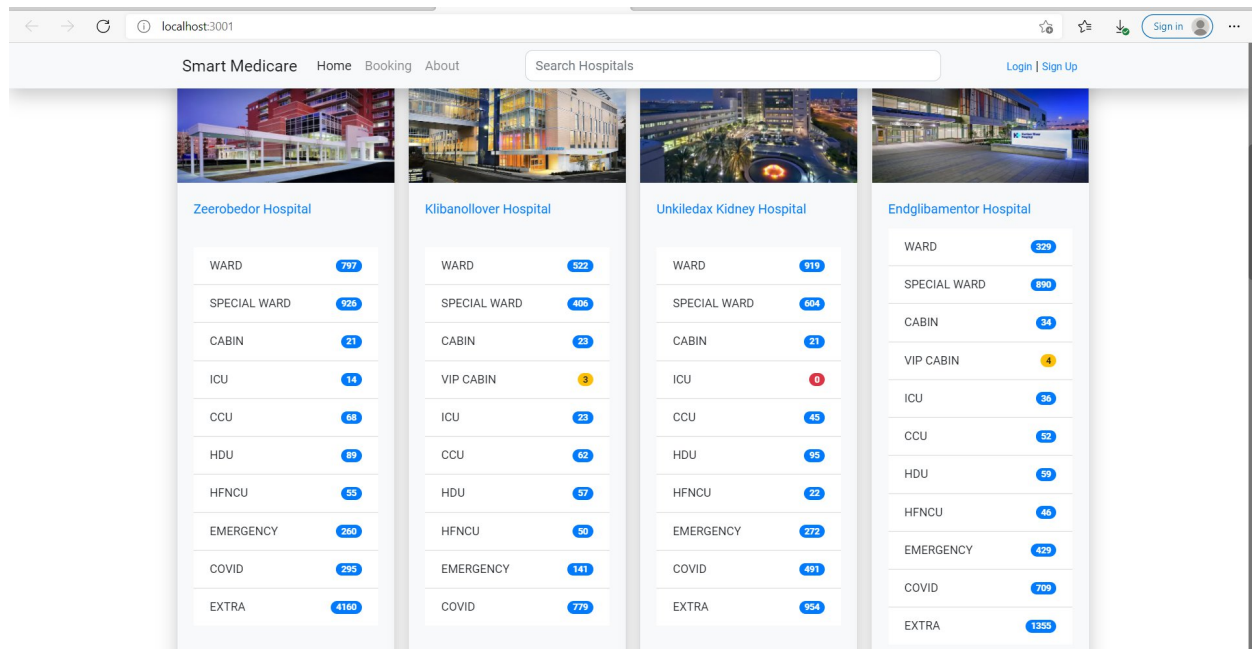 localhost:3001
Sign in
Smart Medicare Home Booking About Search Hospitals Login | Sign Up
Zeerobedor Hospital
WARD 797
SPECIAL WARD 926
CABIN 21
ICU 14
CCU 68
HDU 89
HFNCU 55
EMERGENCY 260
COVID 295
EXTRA 4160
Klibanollover Hospital
WARD 522
SPECIAL WARD 406
CABIN 23
VIP CABIN 3
ICU 23
CCU 62
HDU 57
HFNCU 50
EMERGENCY 141
COVID 779
Unkiledax Kidney Hospital
WARD 919
SPECIAL WARD 604
CABIN 21
ICU 0
CCU 45
HDU 95
HFNCU 22
EMERGENCY 272
COVID 491
EXTRA 954
Endglibamentor Hospital
WARD 329
SPECIAL WARD 890
CABIN 34
VIP CABIN 4
ICU 36
CCU 52
HDU 59
HFNCU 46
EMERGENCY 429
COVID 709
EXTRA 1355